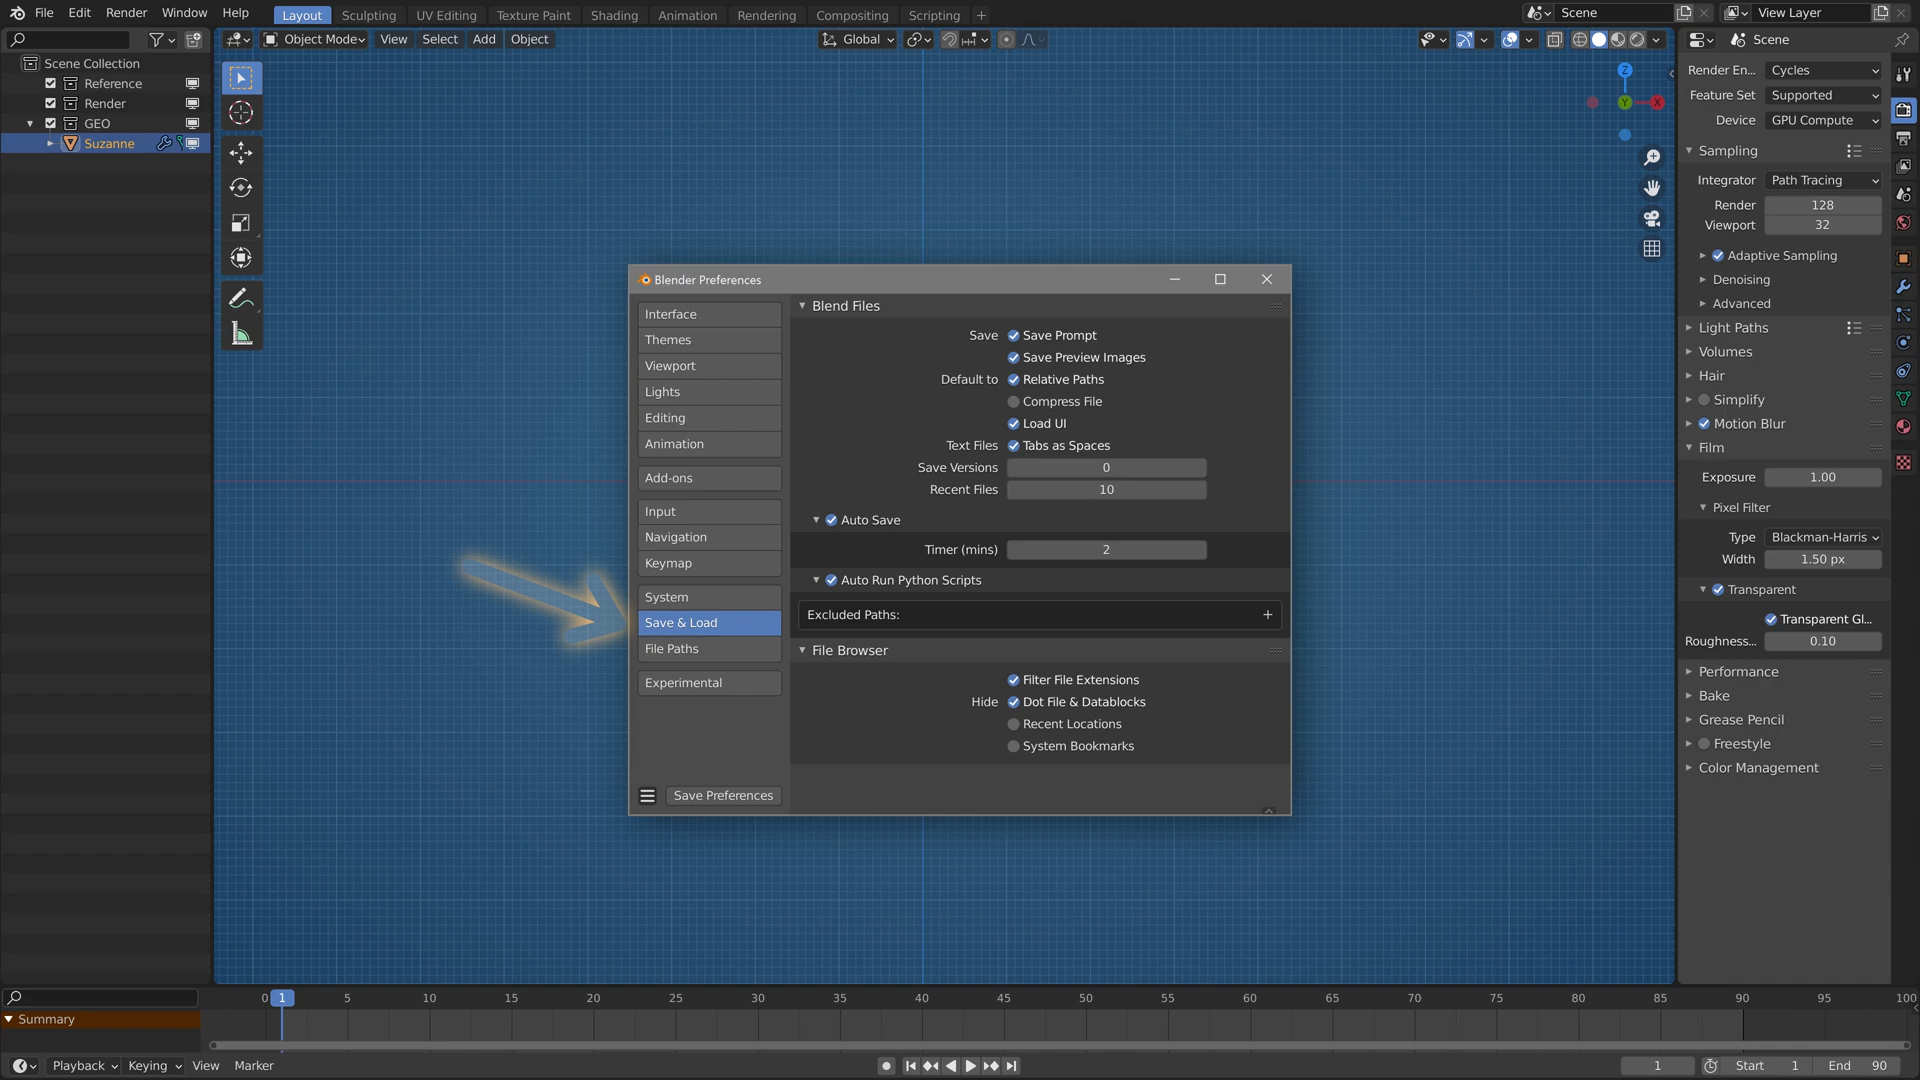 File Edit Render Window Help Layout Sculpting UV Editing Texture Paint Shading Animation Rendering Compositing Scripting + Scene View Layer
Object Mode View Select Add Object Global Scene
Scene Collection
Reference
Render
GEO
Suzanne
Z
Y
X
Render En... Cycles
Feature Set Supported
Device GPU Compute
Sampling
Integrator Path Tracing
Render 128
Viewport 32
Adaptive Sampling
Denoising
Advanced
Light Paths
Volumes
Hair
Simplify
Motion Blur
Film
Exposure 1.00
Pixel Filter
Type Blackman-Harris
Width 1.50 px
Transparent
Transparent Gl...
Roughness... 0.10
Performance
Bake
Grease Pencil
Freestyle
Color Management
Blender Preferences
Interface
Themes
Viewport
Lights
Editing
Animation
Add-ons
Input
Navigation
Keymap
System
Save & Load
File Paths
Experimental
Save Preferences
Blend Files
Save Save Prompt
Save Preview Images
Default to Relative Paths
Compress File
Load UI
Text Files Tabs as Spaces
Save Versions 0
Recent Files 10
Auto Save
Timer (mins) 2
Auto Run Python Scripts
Excluded Paths: +
File Browser
Filter File Extensions
Hide Dot File & Datablocks
Recent Locations
System Bookmarks
0 1 5 10 15 20 25 30 35 40 45 50 55 60 65 70 75 80 85 90 95 100
Summary
Playback Keying View Marker 1 Start 1 End 90